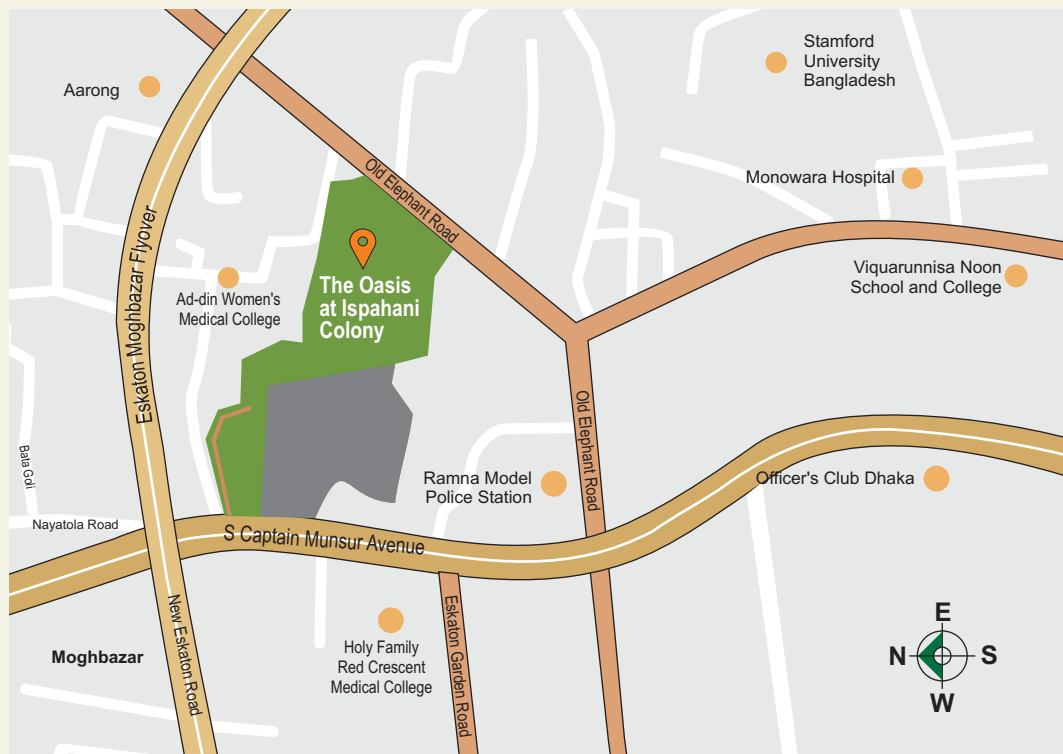 Stamford
University
Bangladesh
Aarong
Old Elephant Road
Monowara Hospital
Eskaton Moghbazar Flyover
Viquarunnisa Noon
School and College
The Oasis
at Ispahani
Colony
Ad-din Women's
Medical College
Old Elephant Road
Bata Goli
Ramna Model
Police Station
Officer's Club Dhaka
Nayatola Road
S Captain Munsur Avenue
New Eskaton Road
Eskaton Garden Road
Holy Family
Red Crescent
Medical College
Moghbazar
E
N S
W